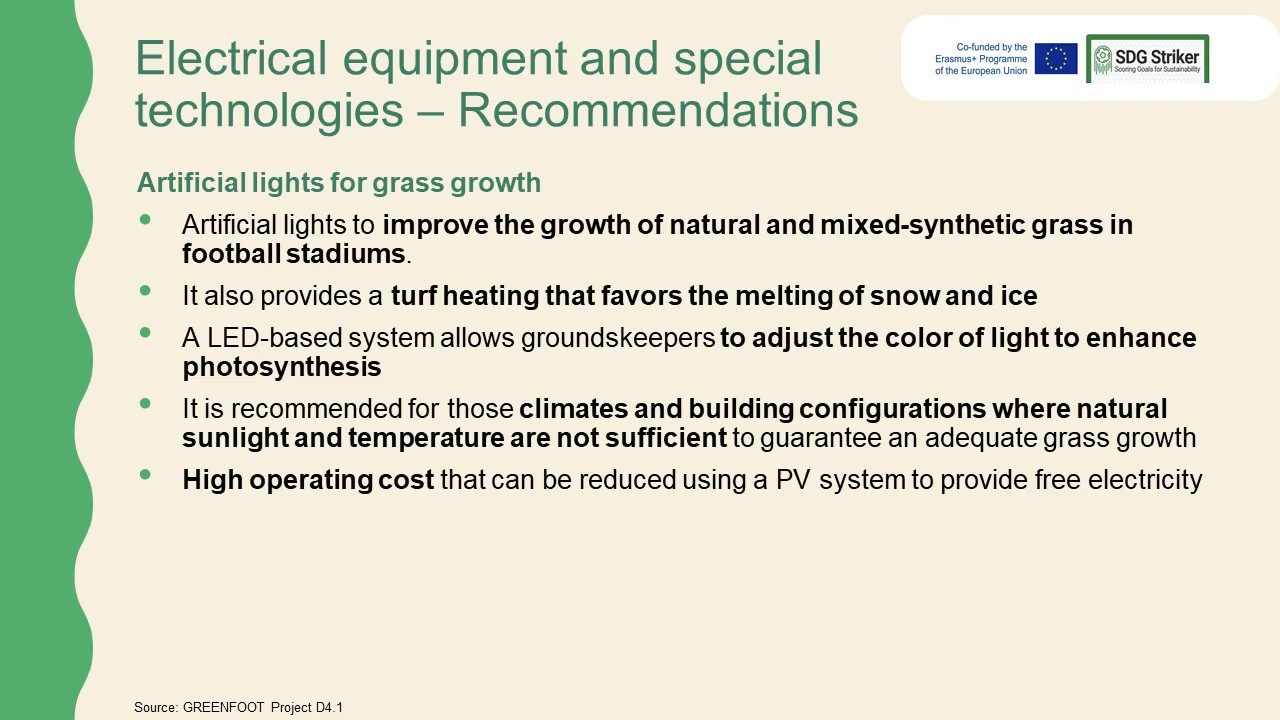 Electrical equipment and special
technologies – Recommendations
Co-funded by the
Erasmus+ Programme
of the European Union
SDG Striker
Scoring Goals for Sustainability
Artificial lights for grass growth
• Artificial lights to improve the growth of natural and mixed-synthetic grass in
football stadiums.
• It also provides a turf heating that favors the melting of snow and ice
• A LED-based system allows groundskeepers to adjust the color of light to enhance
photosynthesis
• It is recommended for those climates and building configurations where natural
sunlight and temperature are not sufficient to guarantee an adequate grass growth
• High operating cost that can be reduced using a PV system to provide free electricity
Source: GREENFOOT Project D4.1